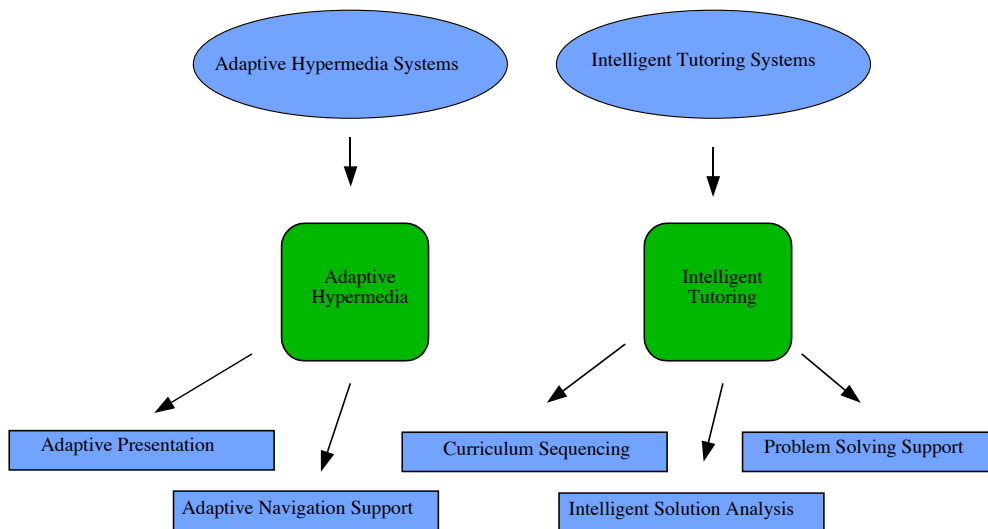 Adaptive Hypermedia Systems
Intelligent Tutoring Systems
Adaptive
Hypermedia
Intelligent
Tutoring
Adaptive Presentation
Curriculum Sequencing
Problem Solving Support
Adaptive Navigation Support
Intelligent Solution Analysis